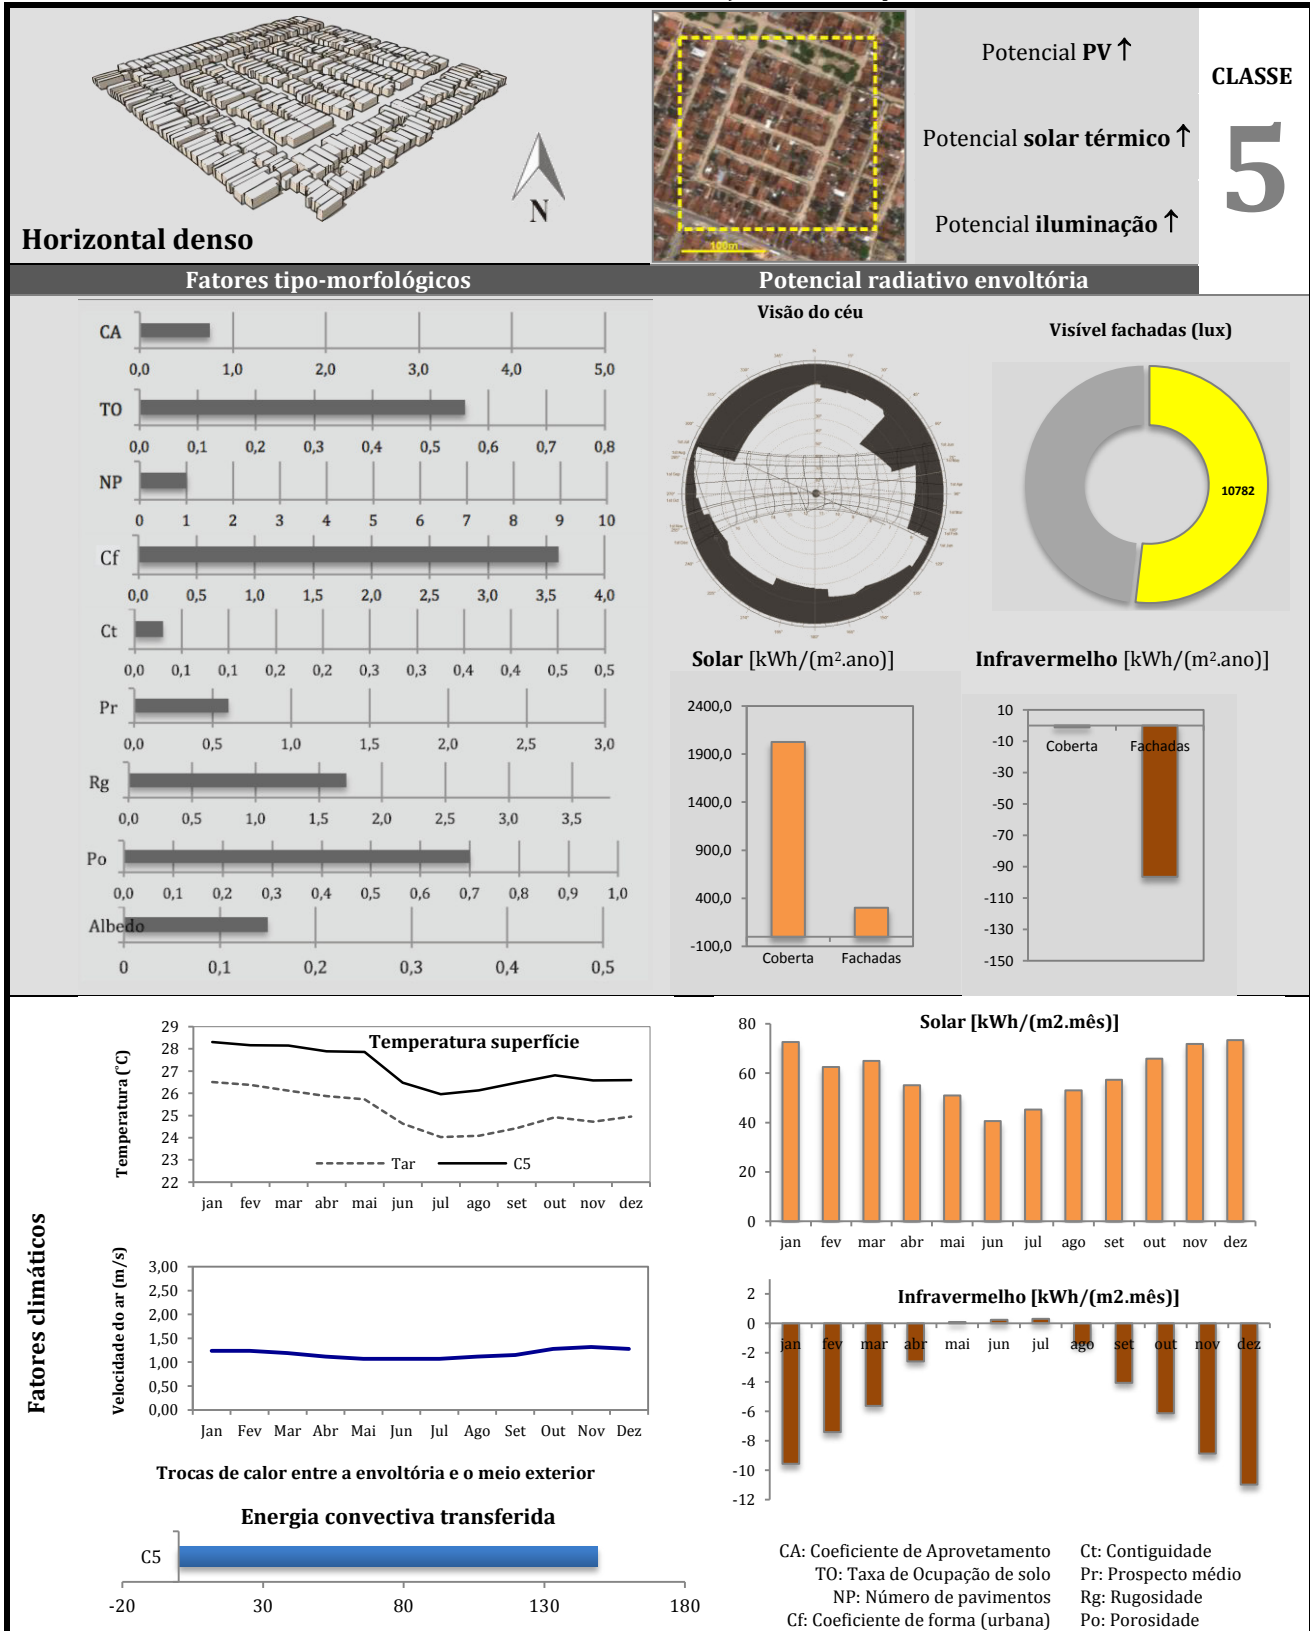 Potencial PV ↑
CLASSE
Potencial solar térmico ↑
5
Potencial iluminação ↑
N
100m
Horizontal denso
Fatores tipo-morfológicos
Potencial radiativo envoltória
CA
0,0 1,0 2,0 3,0 4,0 5,0
TO
0,0 0,1 0,2 0,3 0,4 0,5 0,6 0,7 0,8
NP
0 1 2 3 4 5 6 7 8 9 10
Cf
0,0 0,5 1,0 1,5 2,0 2,5 3,0 3,5 4,0
Ct
0,0 0,1 0,1 0,2 0,2 0,3 0,3 0,4 0,4 0,5 0,5
Pr
0,0 0,5 1,0 1,5 2,0 2,5 3,0
Rg
0,0 0,5 1,0 1,5 2,0 2,5 3,0 3,5
Po
0,0 0,1 0,2 0,3 0,4 0,5 0,6 0,7 0,8 0,9 1,0
Albedo
0 0,1 0,2 0,3 0,4 0,5
Visão do céu
Visível fachadas (lux)
10782
Solar [kWh/(m².ano)]
2400,0
1900,0
1400,0
900,0
400,0
-100,0
Coberta Fachadas
Infravermelho [kWh/(m².ano)]
10
-10
-30
-50
-70
-90
-110
-130
-150
Coberta Fachadas
Fatores climáticos
Temperatura superfície
Temperatura (°C)
29
28
27
26
25
24
23
22
Tar C5
jan fev mar abr mai jun jul ago set out nov dez
Velocidade do ar (m/s)
3,00
2,50
2,00
1,50
1,00
0,50
0,00
Jan Fev Mar Abr Mai Jun Jul Ago Set Out Nov Dez
Solar [kWh/(m2.mês)]
80
60
40
20
0
jan fev mar abr mai jun jul ago set out nov dez
Infravermelho [kWh/(m2.mês)]
2
0
-2
-4
-6
-8
-10
-12
jan fev mar abr mai jun jul ago set out nov dez
Trocas de calor entre a envoltória e o meio exterior
Energia convectiva transferida
C5
-20 30 80 130 180
CA: Coeficiente de Aprovetamento
TO: Taxa de Ocupação de solo
NP: Número de pavimentos
Cf: Coeficiente de forma (urbana)
Ct: Contiguidade
Pr: Prospecto médio
Rg: Rugosidade
Po: Porosidade